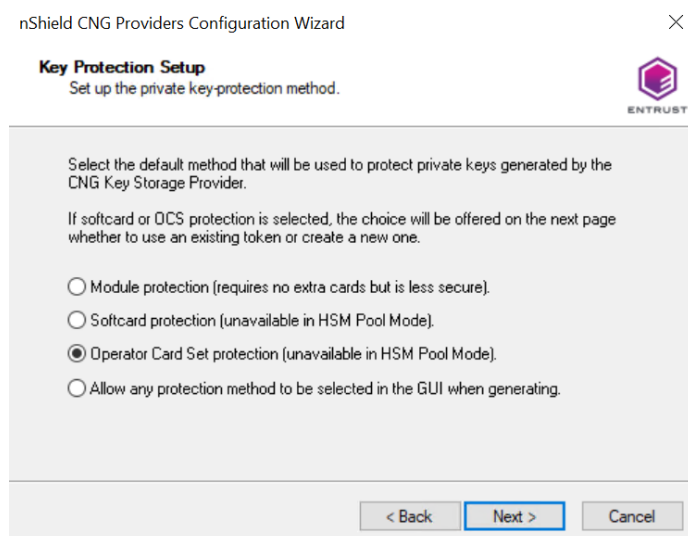 nShield CNG Providers Configuration Wizard
Key Protection Setup
Set up the private key-protection method.
ENTRUST
Select the default method that will be used to protect private keys generated by the
CNG Key Storage Provider.
If softcard or OCS protection is selected, the choice will be offered on the next page
whether to use an existing token or create a new one.
Module protection (requires no extra cards but is less secure).
Softcard protection (unavailable in HSM Pool Mode).
Operator Card Set protection (unavailable in HSM Pool Mode).
Allow any protection method to be selected in the GUI when generating.
< Back
Next >
Cancel